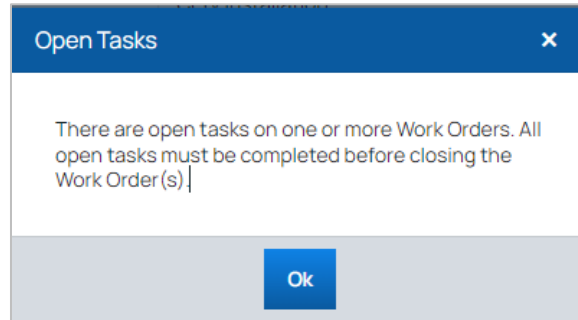 Open Tasks
There are open tasks on one or more Work Orders. All
open tasks must be completed before closing the
Work Order(s).
Ok